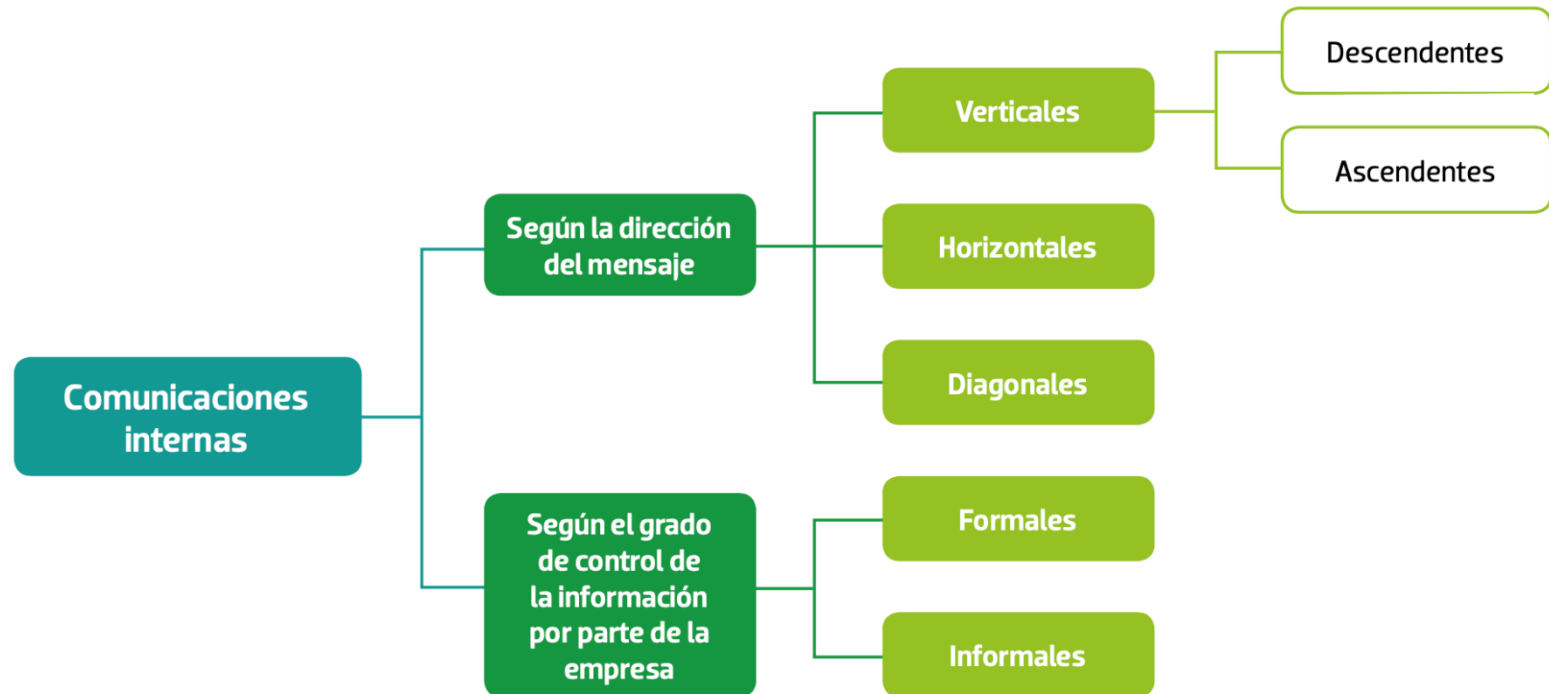 Comunicaciones
internas
Según la dirección
del mensaje
Verticales
Descendentes
Ascendentes
Horizontales
Diagonales
Según el grado
de control de
la información
por parte de la
empresa
Formales
Informales